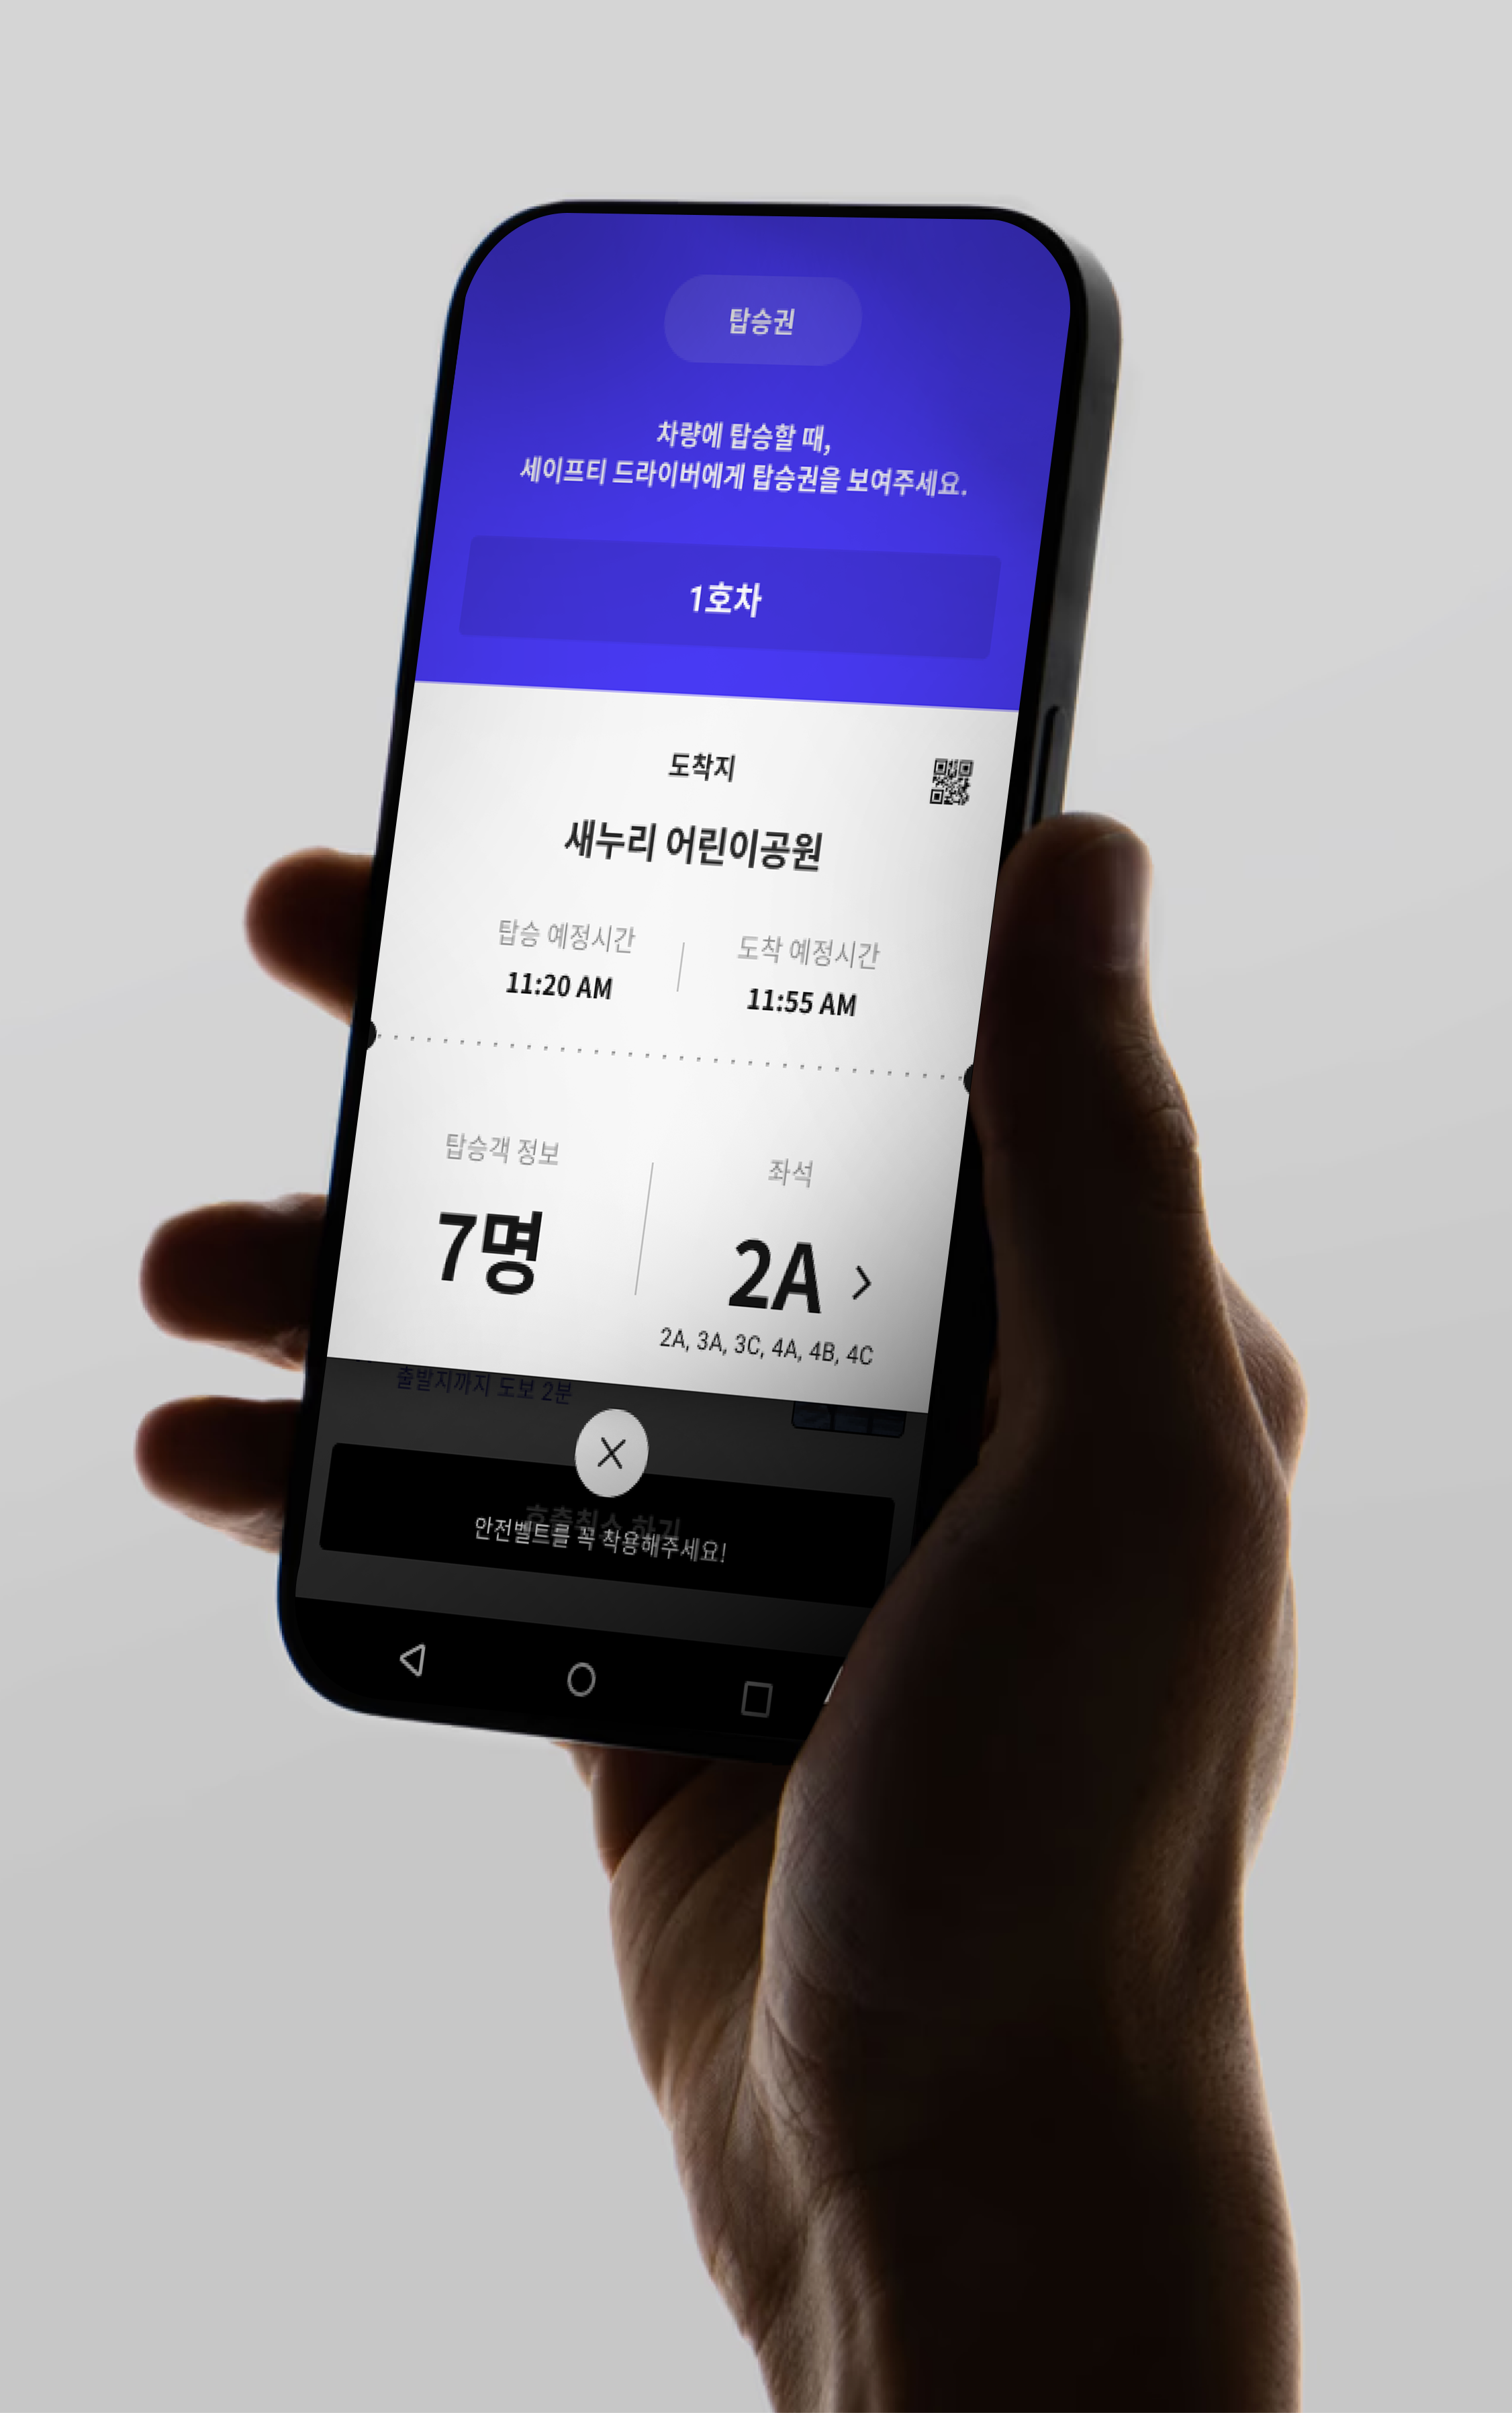 탑승권
차량에 탑승할 때,
세이프티 드라이버에게 탑승권을 보여주세요.
1호차
도착지
새누리 어린이공원
탑승 예정시간
도착 예정시간
11:20 AM
11:55 AM
탑승객 정보
좌석
7명
2A
2A, 3A, 3C, 4A, 4B, 4C
출발지까지 도보 2분
호출취소 하기
안전벨트를 꼭 착용해주세요!